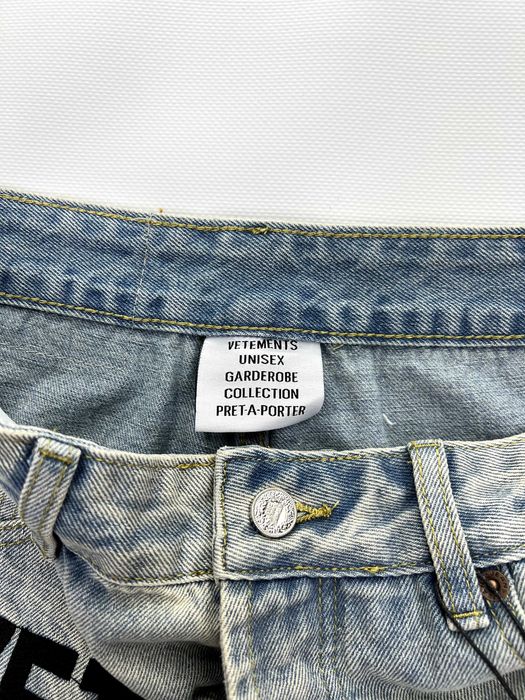 VETEMENTS
UNISEX
GARDEROBE
COLLECTION
PRET-A-PORTER